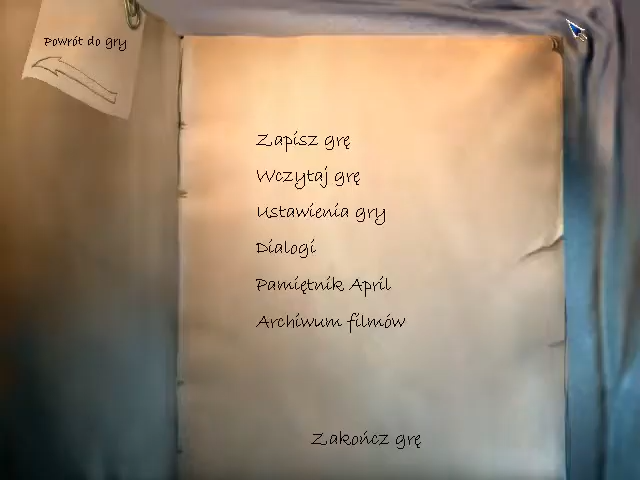 Powrót do gry
Zapisz grę
Wczytaj grę
Ustawienia gry
Dialogi
Pamiętnik April
Archiwum filmów
Zakończ grę